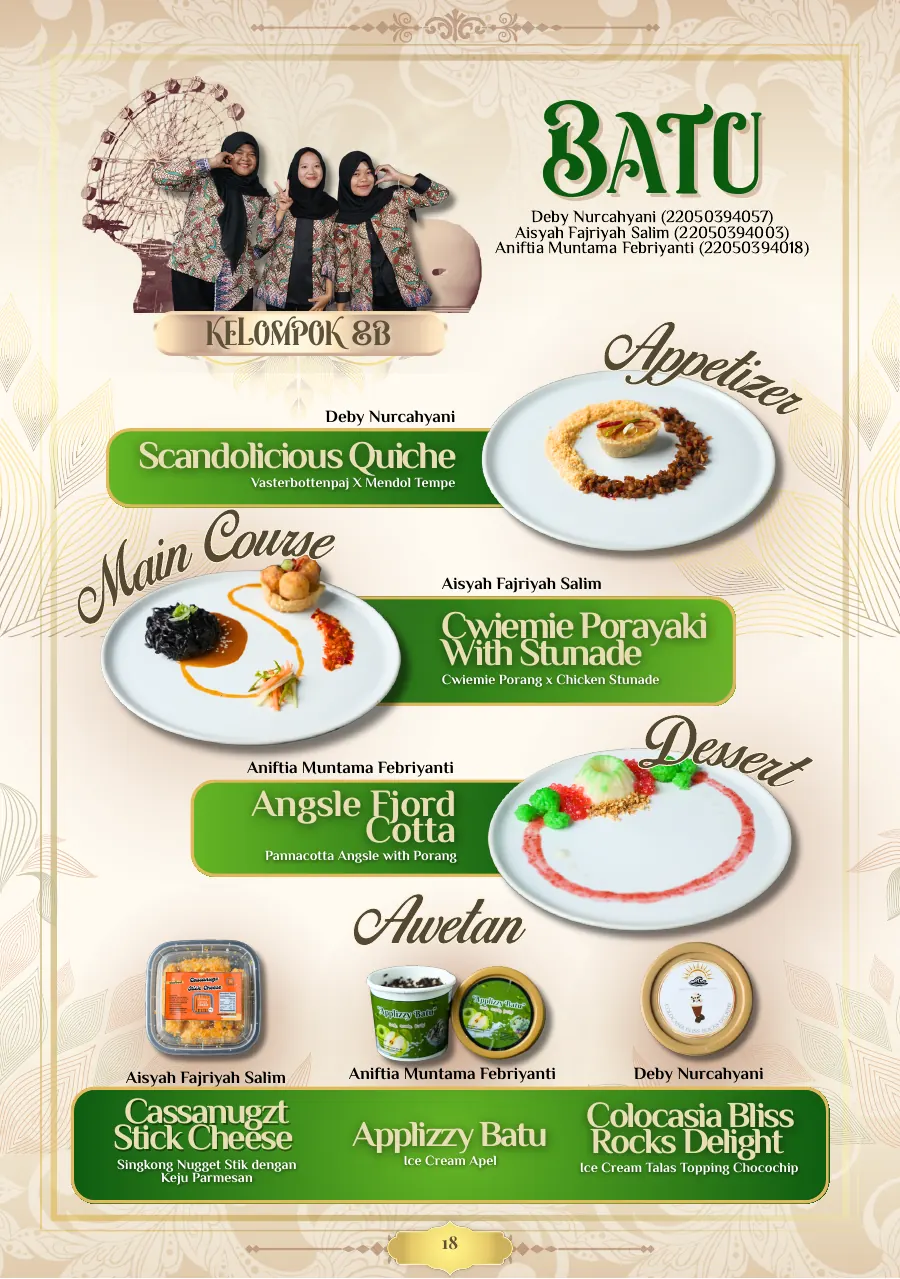 BATU
Deby Nurcahyani (22050394057)
Aisyah Fajriyah Salim (22050394003)
Aniftia Muntama Febriyanti (22050394018)
KELOMPOK 8B
Appetizer
Deby Nurcahyani
Scandolicious Quiche
Vasterbottenpaj X Mendol Tempe
Main Course
Aisyah Fajriyah Salim
Cwiemie Porayaki
With Stunade
Cwiemie Porang x Chicken Stunade
Dessert
Aniftia Muntama Febriyanti
Angsle Fjord
Cotta
Pannacotta Angsle with Porang
Awetan
Cassanugzt
Stick Cheese
"Applizzy Batu"
"Applizzy Batu"
Aisyah Fajriyah Salim
Aniftia Muntama Febriyanti
Deby Nurcahyani
Cassanugzt
Stick Cheese
Singkong Nugget Stik dengan
Keju Parmesan
Applizzy Batu
Ice Cream Apel
Colocasia Bliss
Rocks Delight
Ice Cream Talas Topping Chocochip
18